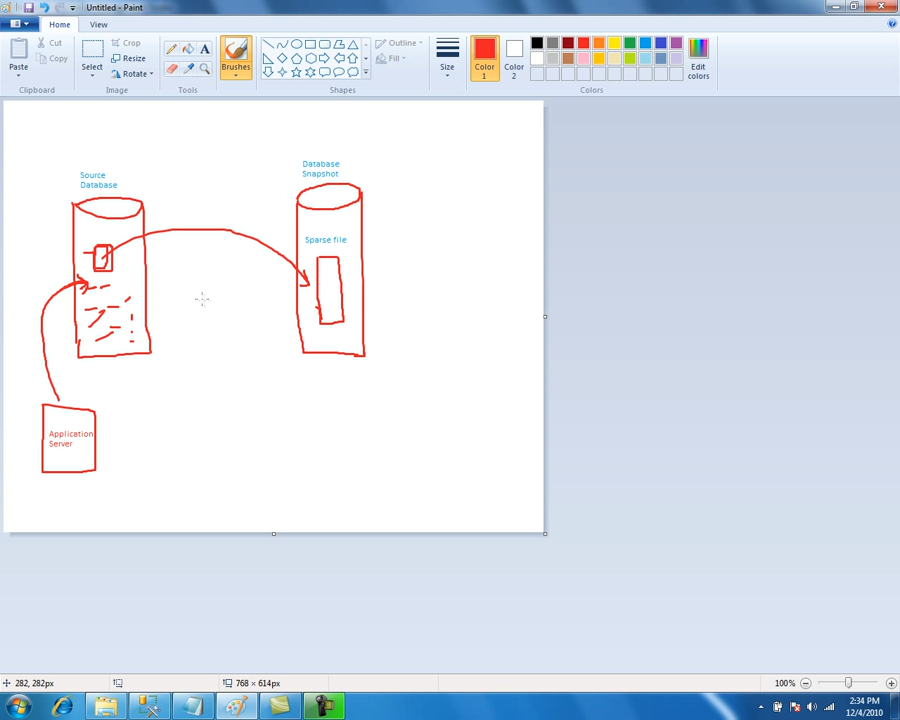 Untitled - Paint
Home
View
Paste
Cut
Copy
Clipboard
Select
Crop
Resize
Rotate
Image
A
Tools
Brushes
Outline
Fill
Shapes
Size
Color
1
Color
2
Edit
colors
Colors
Source
Database
Database
Snapshot
Sparse file
Application
Server
282, 282px
768 × 614px
100%
2:34 PM
12/4/2010